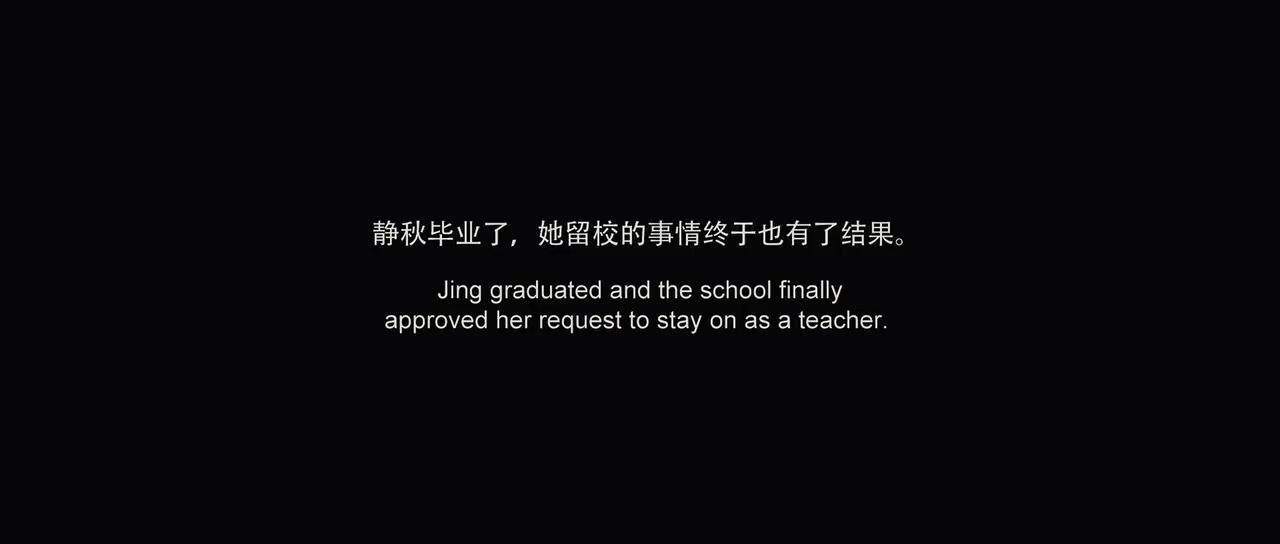 静秋毕业了，她留校的事情终于也有了结果。
Jing graduated and the school finally
approved her request to stay on as a teacher.